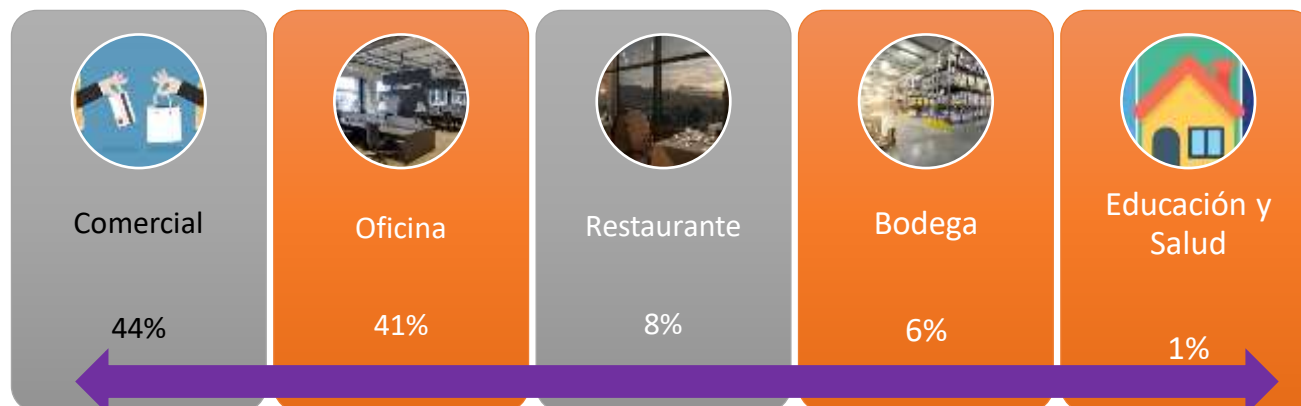 Comercial
44%
Oficina
41%
Restaurante
8%
Bodega
6%
Educación y
Salud
1%